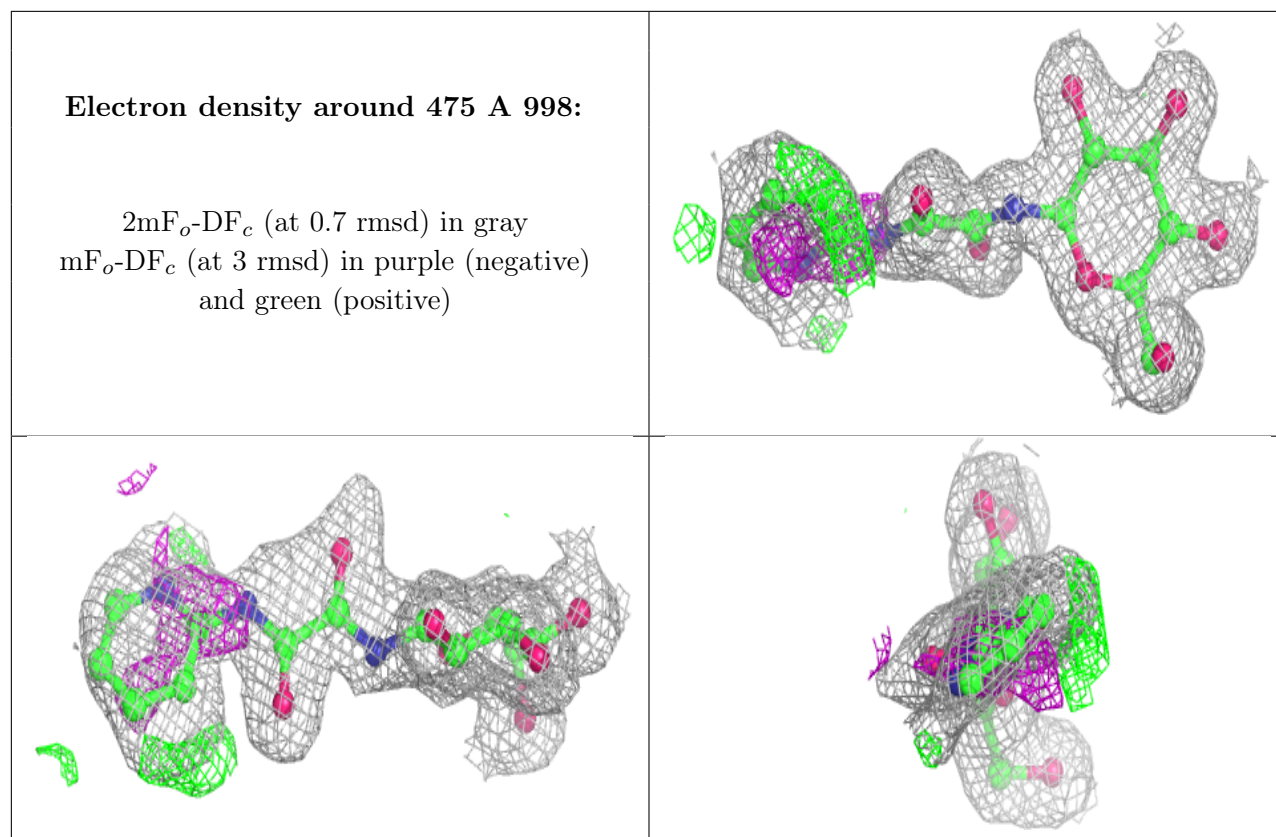 Electron density around 475 A 998:
2mFo-DFc (at 0.7 rmsd) in gray
mFo-DFc (at 3 rmsd) in purple (negative)
and green (positive)